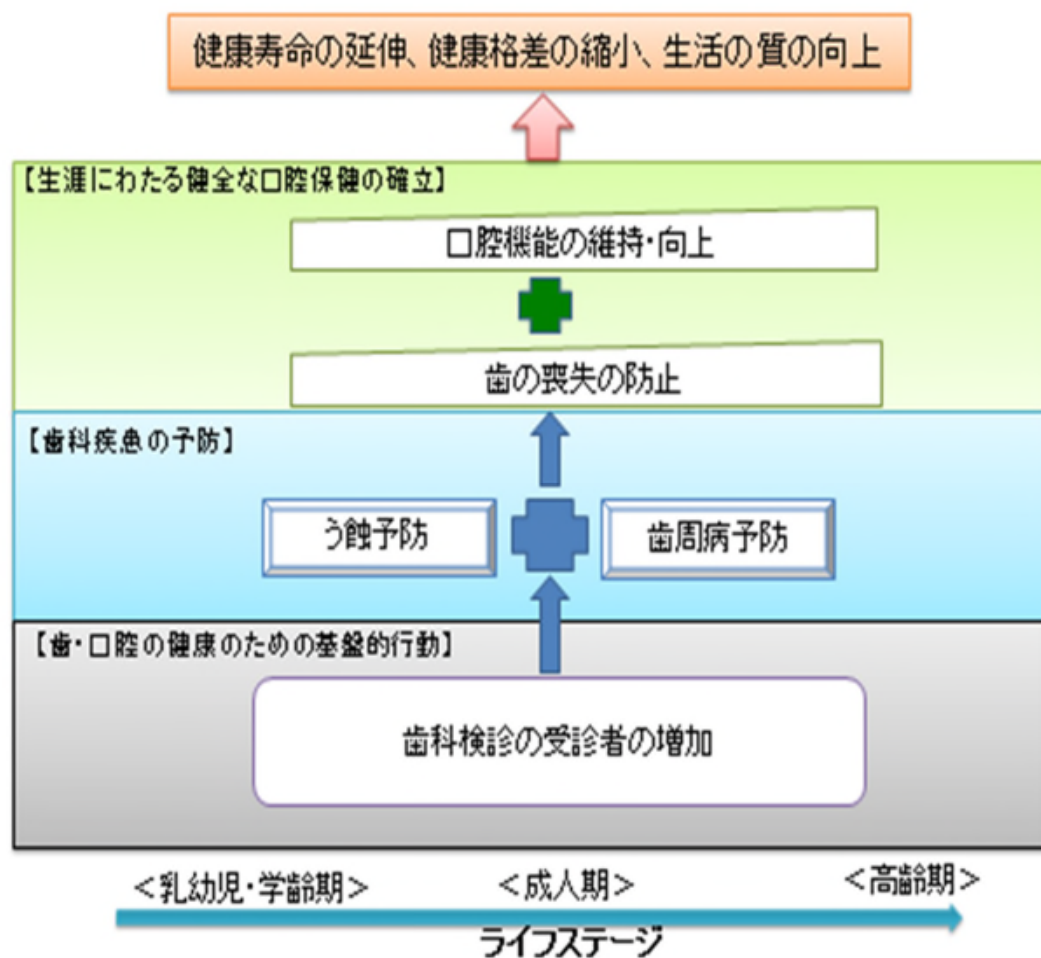 健康寿命の延伸、健康格差の縮小、生活の質の向上
【生涯にわたる健全な口腔保健の確立】
口腔機能の維持・向上
歯の喪失の防止
【歯科疾患の予防】
う蝕予防
歯周病予防
【歯・口腔の健康のための基盤的行動】
歯科検診の受診者の増加
＜乳幼児・学齢期＞
＜成人期＞
＜高齢期＞
ライフステージ